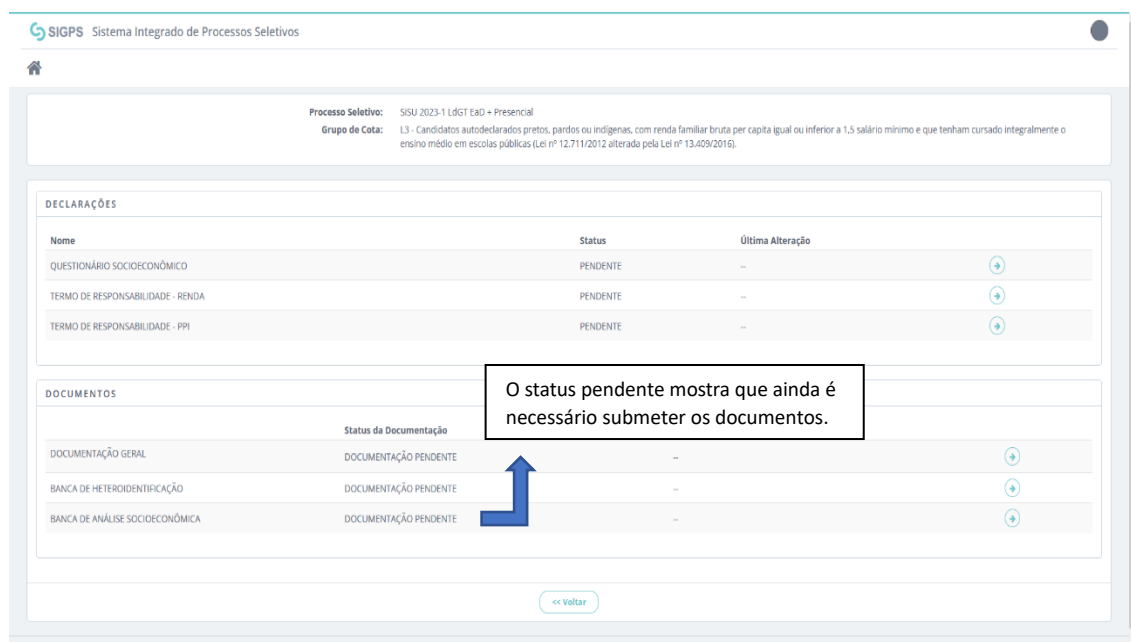 SIGPS Sistema Integrado de Processos Seletivos
Processo Seletivo: SISU 2023-1 LdGT EaD + Presencial
Grupo de Cota: L3 - Candidatos autodeclarados pretos, pardos ou indígenas, com renda familiar bruta per capita igual ou inferior a 1,5 salário mínimo e que tenham cursado integralmente o
ensino médio em escolas públicas (Lei nº 12.711/2012 alterada pela Lei nº 13.409/2016).
DECLARAÇÕES
Nome Status Última Alteração
QUESTIONÁRIO SOCIOECONÔMICO PENDENTE --
TERMO DE RESPONSABILIDADE - RENDA PENDENTE --
TERMO DE RESPONSABILIDADE - PPI PENDENTE --
DOCUMENTOS
O status pendente mostra que ainda é
necessário submeter os documentos.
Status da Documentação
DOCUMENTAÇÃO GERAL DOCUMENTAÇÃO PENDENTE --
BANCA DE HETEROIDENTIFICAÇÃO DOCUMENTAÇÃO PENDENTE --
BANCA DE ANÁLISE SOCIOECONÔMICA DOCUMENTAÇÃO PENDENTE --
<< Voltar